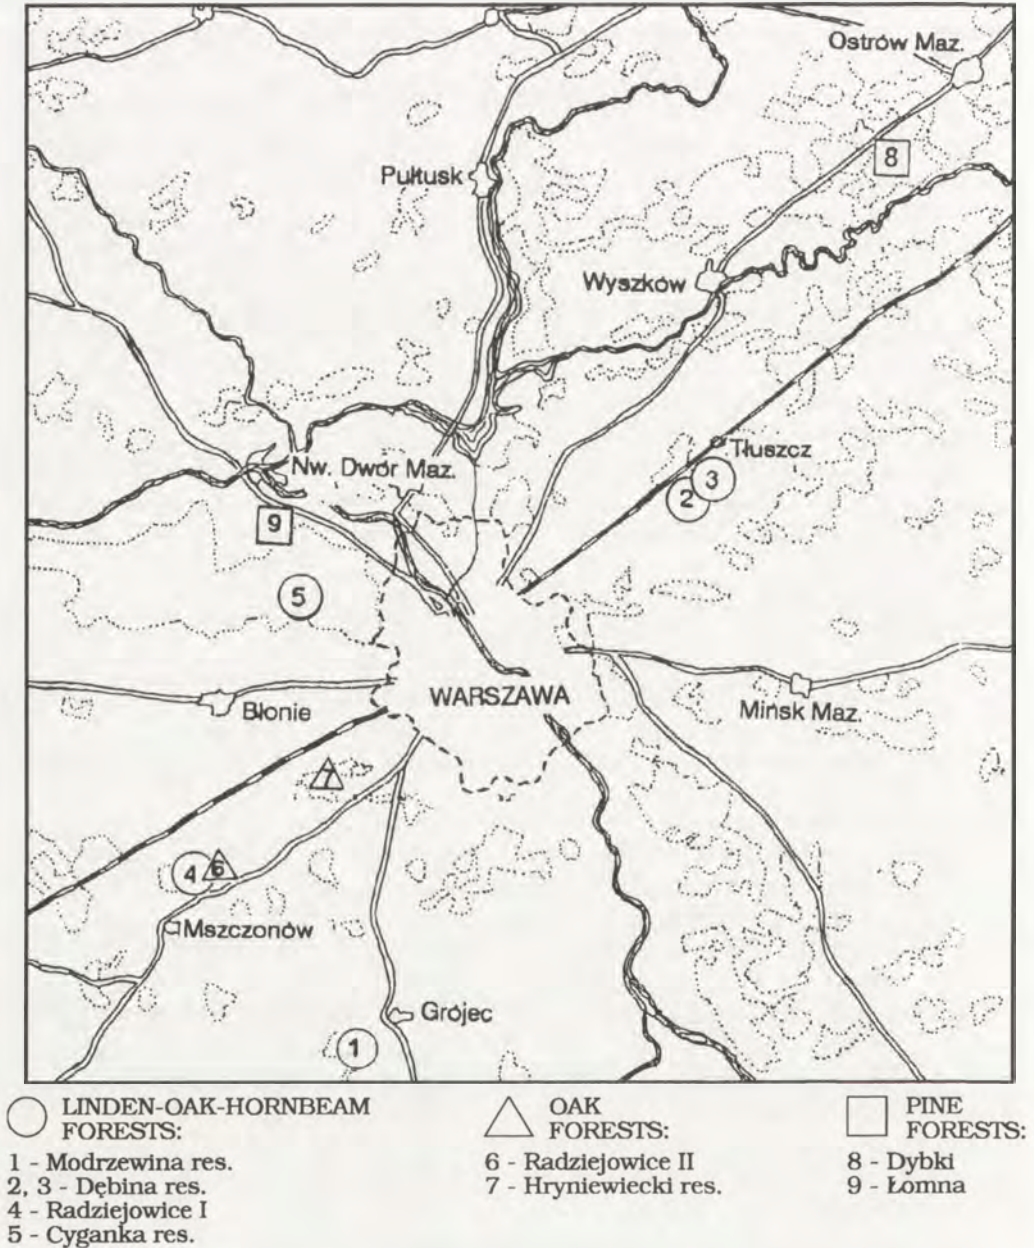 Ostrów Maz.
8
Pułtusk
Wyszków
Tłuszcz
3
2
Nw. Dwór Maz.
9
5
WARSZAWA
Błonie
Mińsk Maz.
7
4
6
Mszczonów
Grójec
1
LINDEN-OAK-HORNBEAM
FORESTS:
1 - Modrzewina res.
2, 3 - Dębina res.
4 - Radziejowice I
5 - Cyganka res.
OAK
FORESTS:
6 - Radziejowice II
7 - Hryniewiecki res.
PINE
FORESTS:
8 - Dybki
9 - Łomna